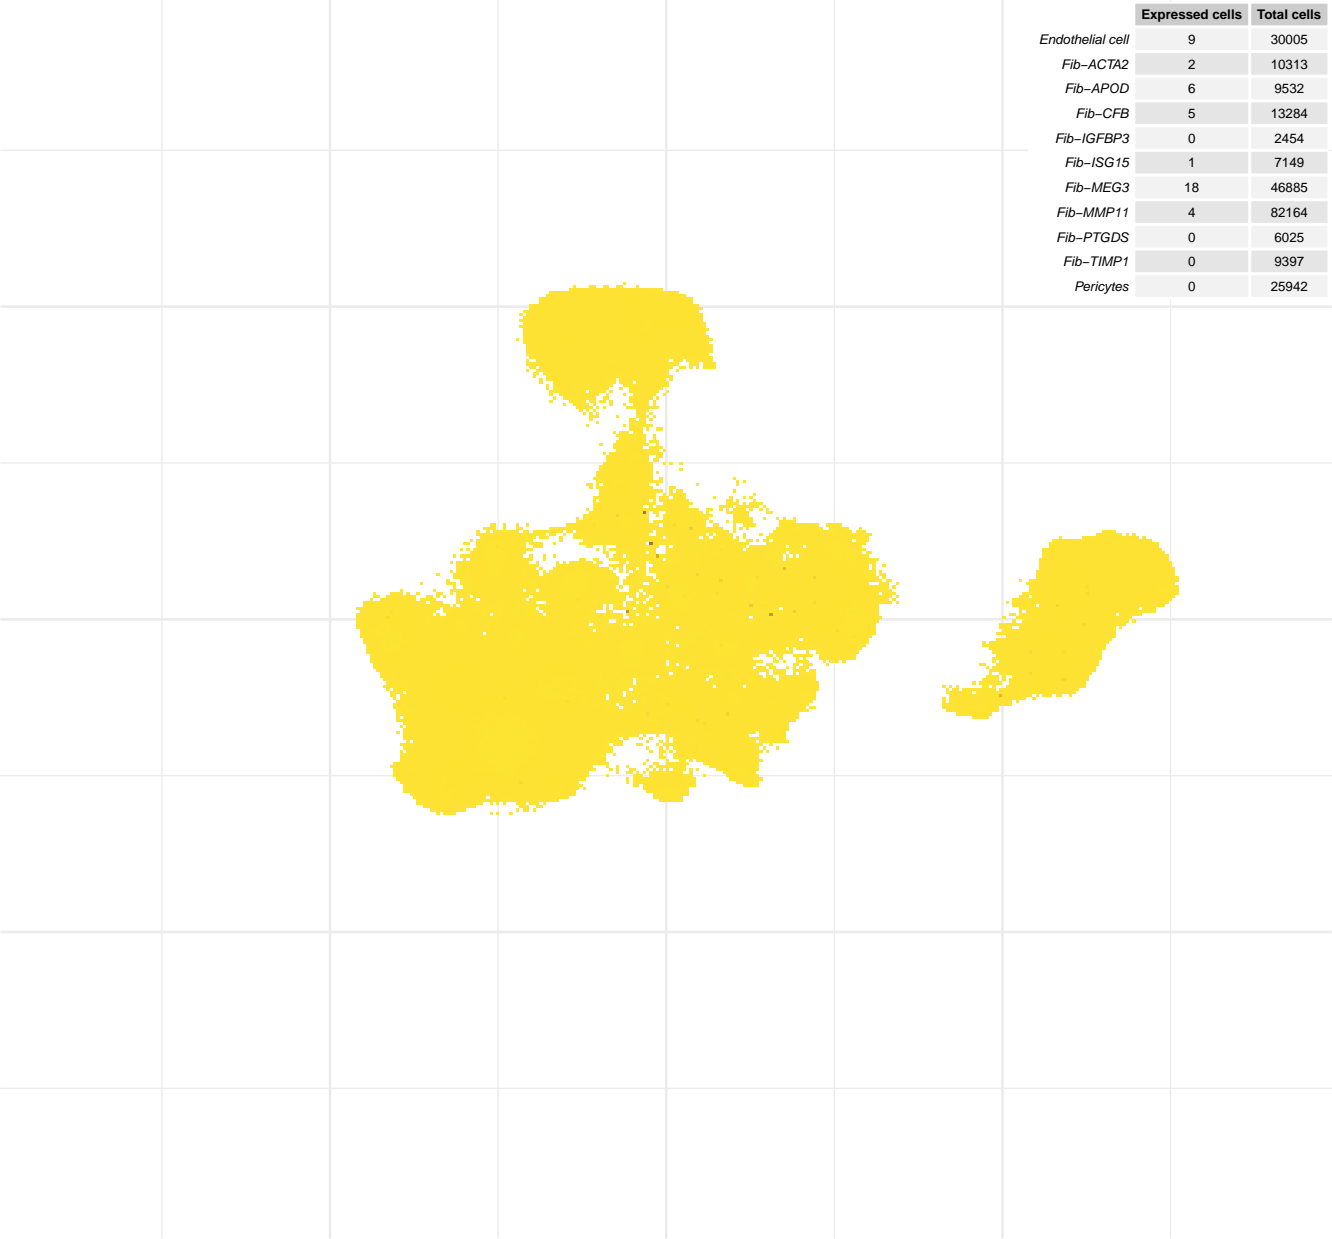 Expressed cells Total cells
Endothelial cell 9 30005
Fib−ACTA2 2 10313
Fib−APOD 6 9532
Fib−CFB 5 13284
Fib−IGFBP3 0 2454
Fib−ISG15 1 7149
Fib−MEG3 18 46885
Fib−MMP11 4 82164
Fib−PTGDS 0 6025
Fib−TIMP1 0 9397
Pericytes 0 25942